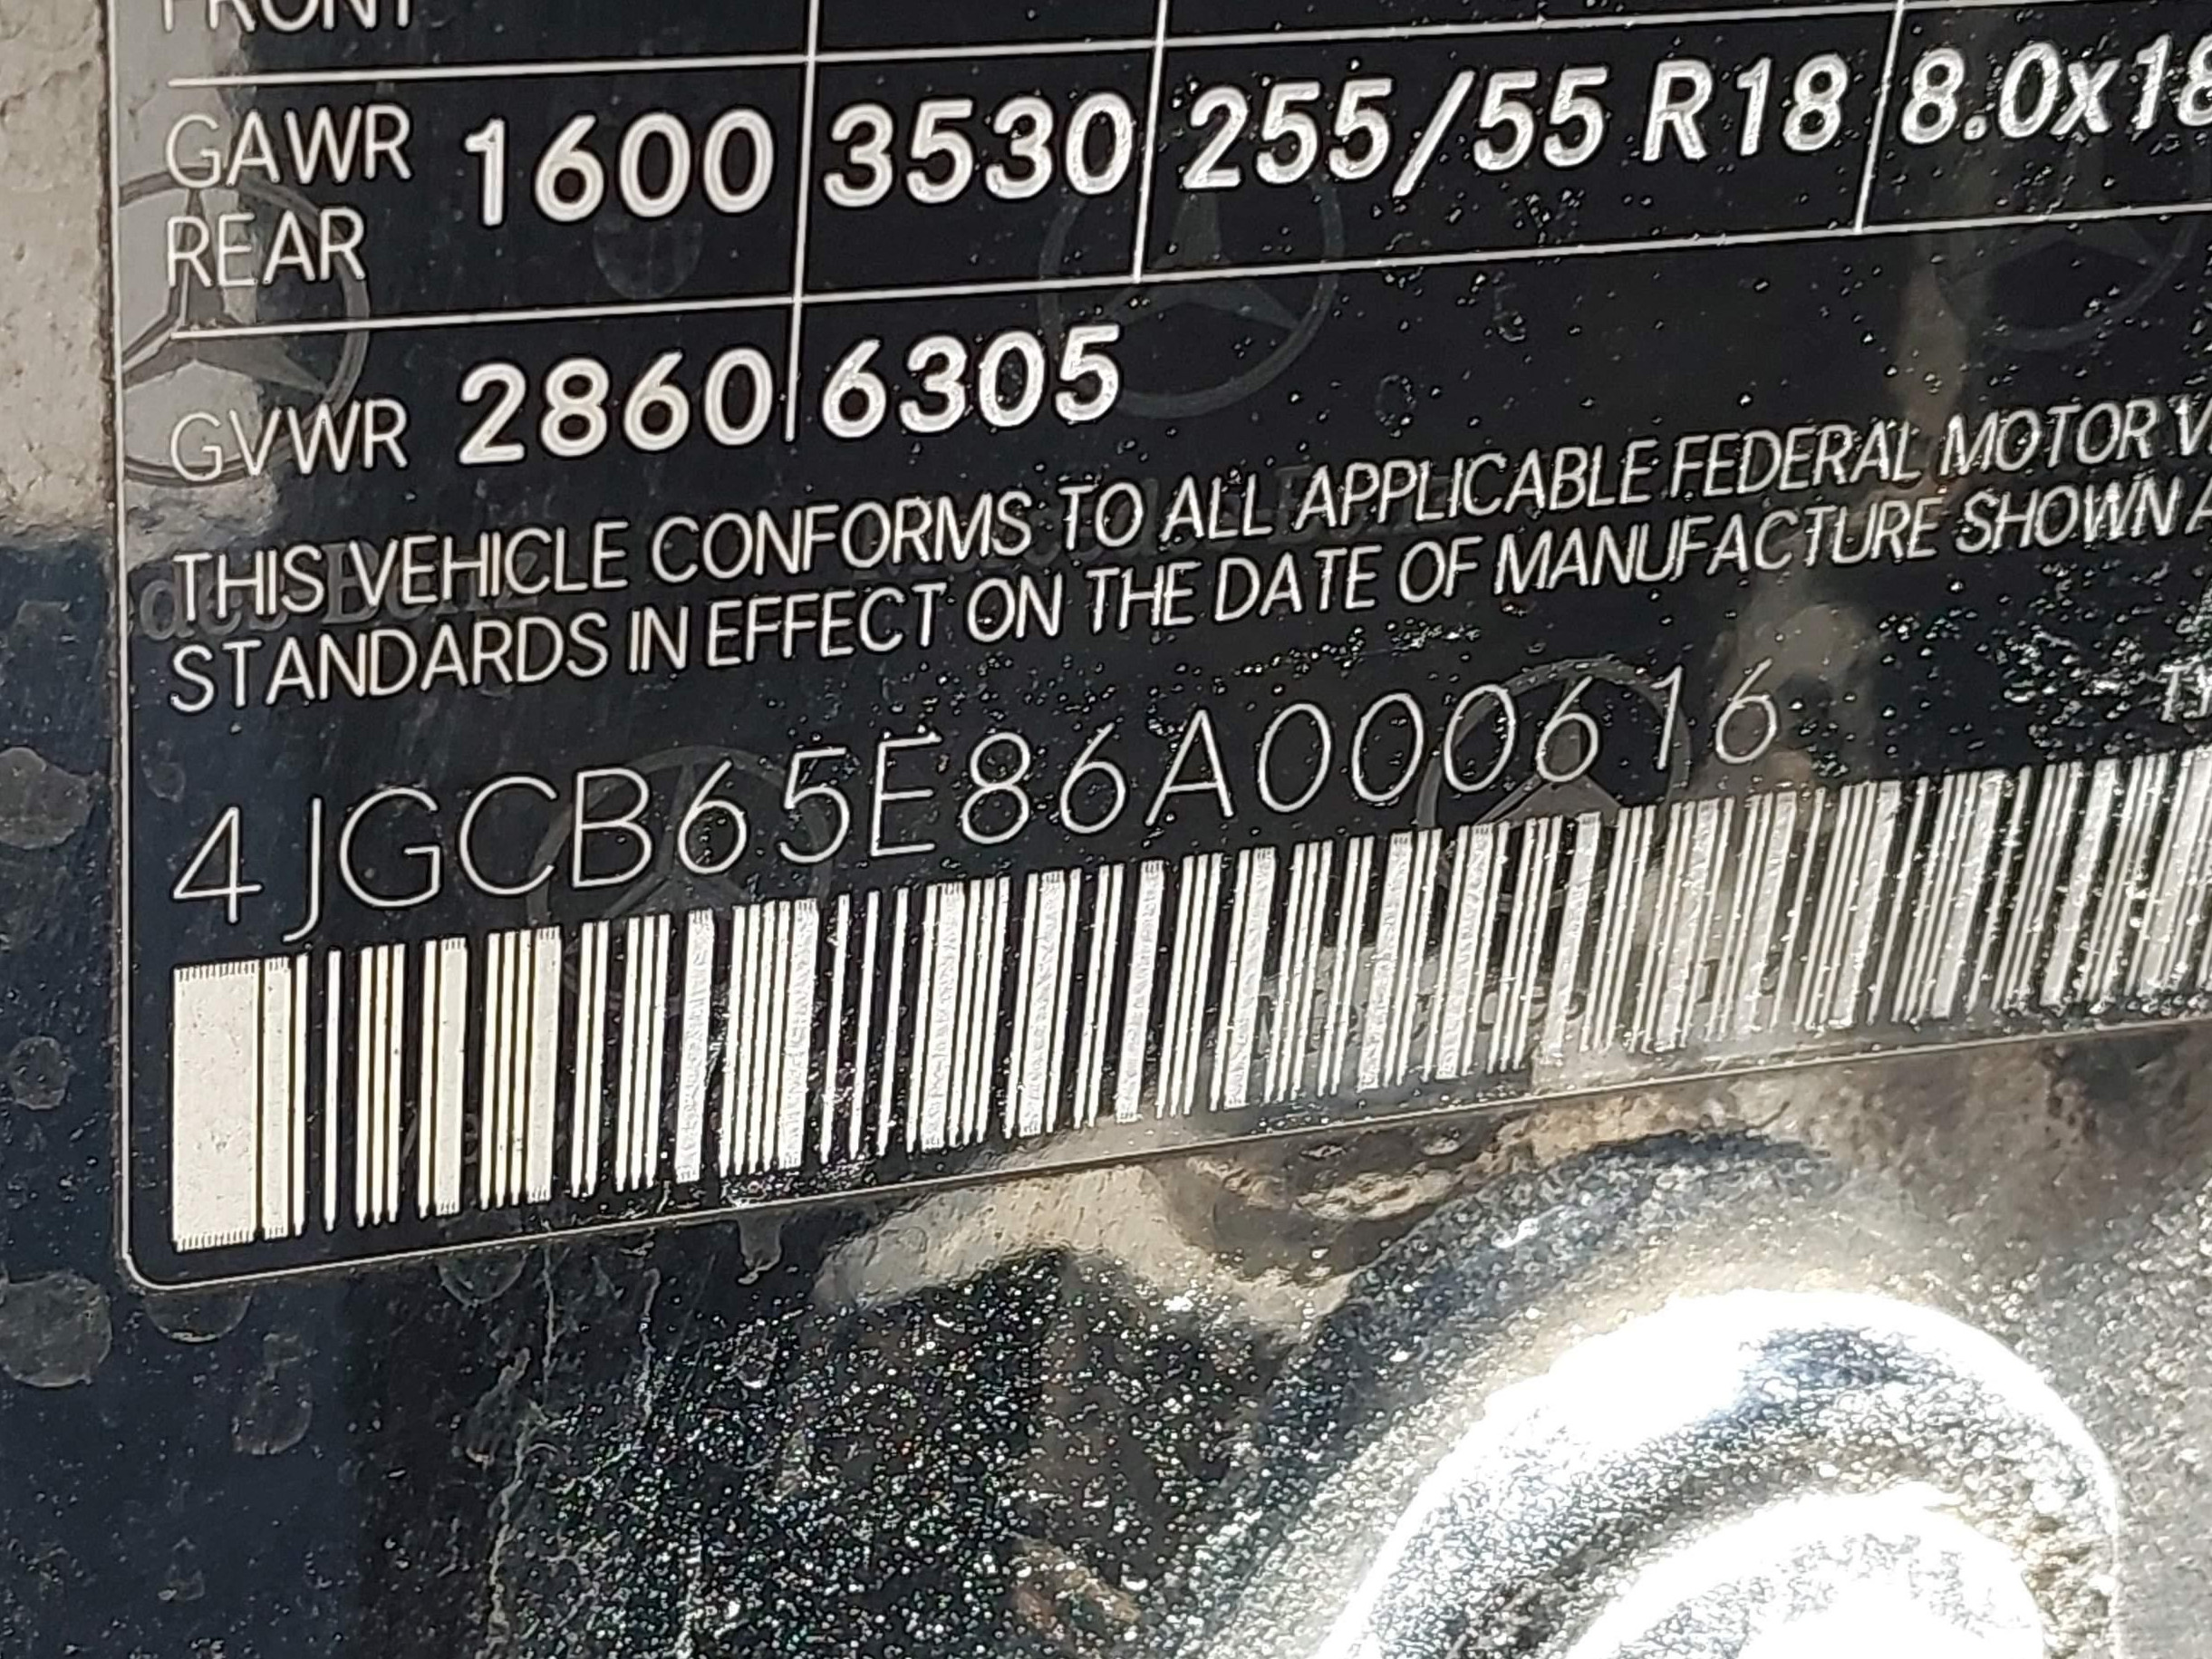 FRONT
GAWR REAR 1600 3530 255/55 R18 8.0x18
GVWR 2860 6305
THIS VEHICLE CONFORMS TO ALL APPLICABLE FEDERAL MOTOR
STANDARDS IN EFFECT ON THE DATE OF MANUFACTURE SHOWN
4JGCB65E86A000616